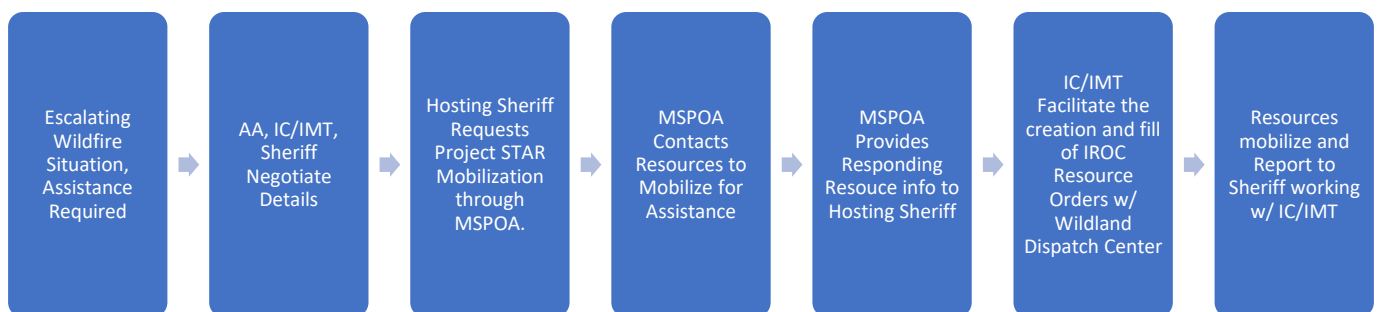 Escalating
Wildfire
Situation,
Assistance
Required
AA, IC/IMT,
Sheriff
Negotiate
Details
Hosting Sheriff
Requests
Project STAR
Mobilization
through
MSPOA.
MSPOA
Contacts
Resources to
Mobilize for
Assistance
MSPOA
Provides
Responding
Resouce info to
Hosting Sheriff
IC/IMT
Facilitate the
creation and fill
of IROC
Resource
Orders w/
Wildland
Dispatch Center
Resources
mobilize and
Report to
Sheriff working
w/ IC/IMT